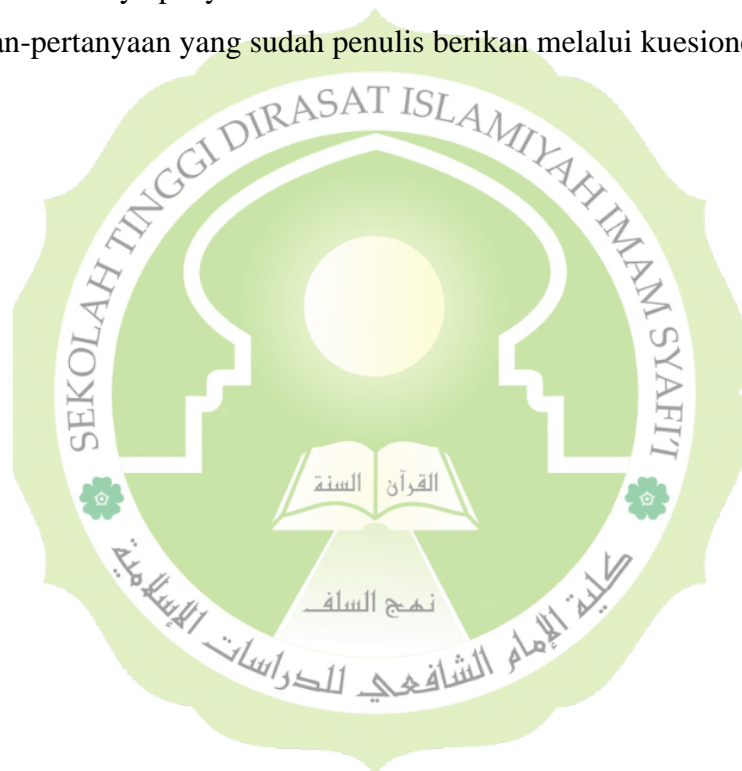 an-pertanyaan yang sudah penulis berikan melalui kuesion
SEKOLAH TINGGI DIRASAT ISLAMIYAH IMAM SYAFI'I
القرآن السنة
نهج السلف
كلية الإمام الشافعي للدراسات الإسلامية